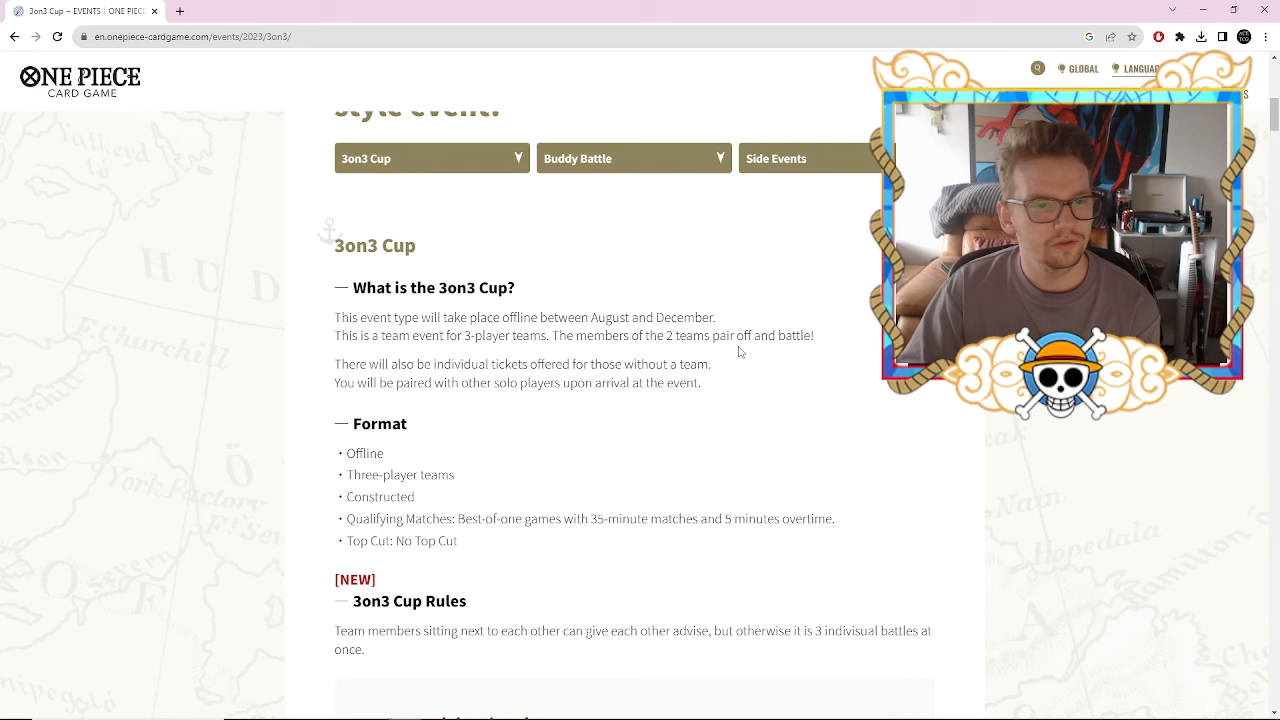 3on3 Cup – EVENTS | ONE PIECE
en.onepiece-cardgame.com/events/2023/3on3/
ONE PIECE
CARD GAME
GLOBAL
style event!
3on3 Cup
Buddy Battle
Side Events
3on3 Cup
— What is the 3on3 Cup?
This event type will take place offline between August and December.
This is a team event for 3-player teams. The members of the 2 teams pair off and battle!
There will also be individual tickets offered for those without a team.
You will be paired with other solo players upon arrival at the event.
— Format
・Offline
・Three-player teams
・Constructed
・Qualifying Matches: Best-of-one games with 35-minute matches and 5 minutes overtime.
・Top Cut: No Top Cut
[NEW]
— 3on3 Cup Rules
Team members sitting next to each other can give each other advise, but otherwise it is 3 indivisual battles at
once.